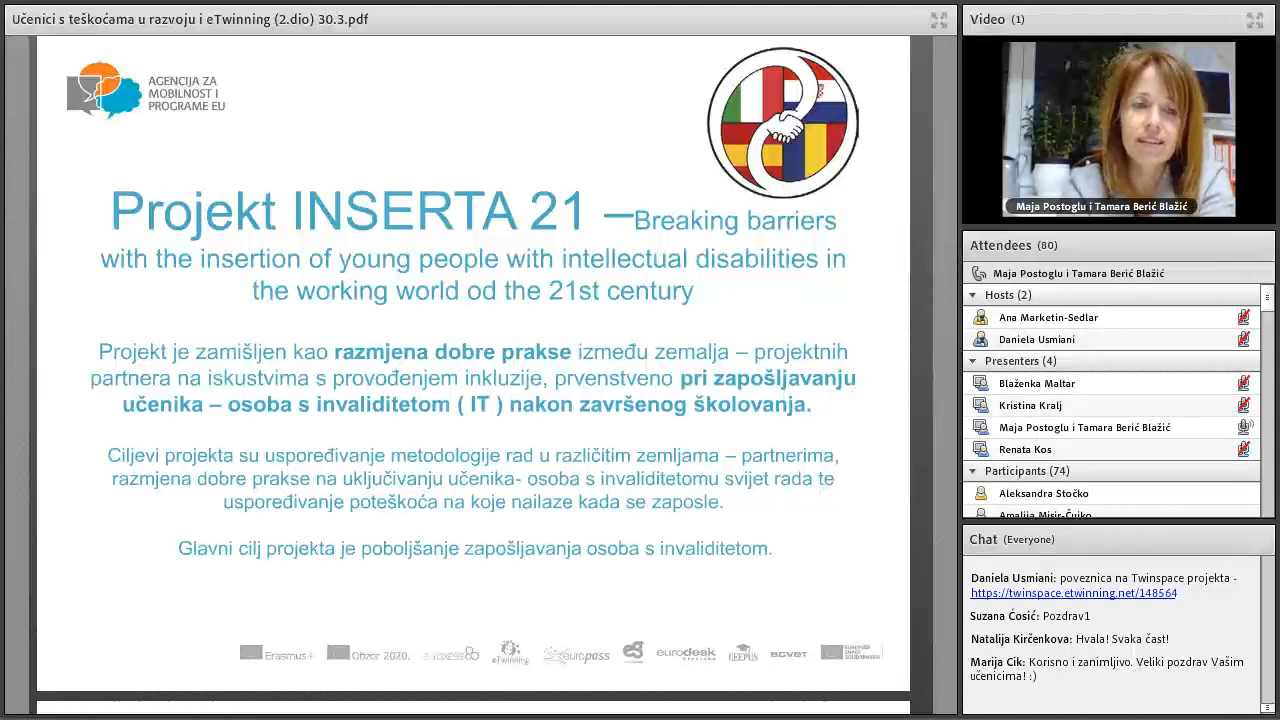 Učenici s teškoćama u razvoju i eTwinning (2.dio) 30.3.pdf
AGENCIJA ZA
MOBILNOST I
PROGRAME EU
Projekt INSERTA 21 –Breaking barriers
with the insertion of young people with intellectual disabilities in
the working world od the 21st century
Projekt je zamišljen kao razmjena dobre prakse između zemalja – projektnih
partnera na iskustvima s provođenjem inkluzije, prvenstveno pri zapošljavanju
učenika – osoba s invaliditetom ( IT ) nakon završenog školovanja.
Ciljevi projekta su uspoređivanje metodologije rad u različitim zemljama – partnerima,
razmjena dobre prakse na uključivanju učenika- osoba s invaliditetomu svijet rada te
uspoređivanje poteškoća na koje nailaze kada se zaposle.
Glavni cilj projekta je poboljšanje zapošljavanja osoba s invaliditetom.
Erasmus+
Obzor 2020.
eTwinning
europass
eurodesk
CEEPUS
ECVET
Video (1)
Maja Postoglu i Tamara Berić Blažić
Attendees (80)
Maja Postoglu i Tamara Berić Blažić
Hosts (2)
Ana Marketin-Sedlar
Daniela Usmiani
Presenters (4)
Blaženka Maltar
Kristina Kralj
Maja Postoglu i Tamara Berić Blažić
Renata Kos
Participants (74)
Aleksandra Stočko
Amalija Misir-Čujko
Chat (Everyone)
Daniela Usmiani: poveznica na Twinspace projekta -
https://twinspace.etwinning.net/148564
Suzana Ćosić: Pozdrav1
Natalija Kirčenkova: Hvala! Svaka čast!
Marija Cik: Korisno i zanimljivo. Veliki pozdrav Vašim
učenicima! :)